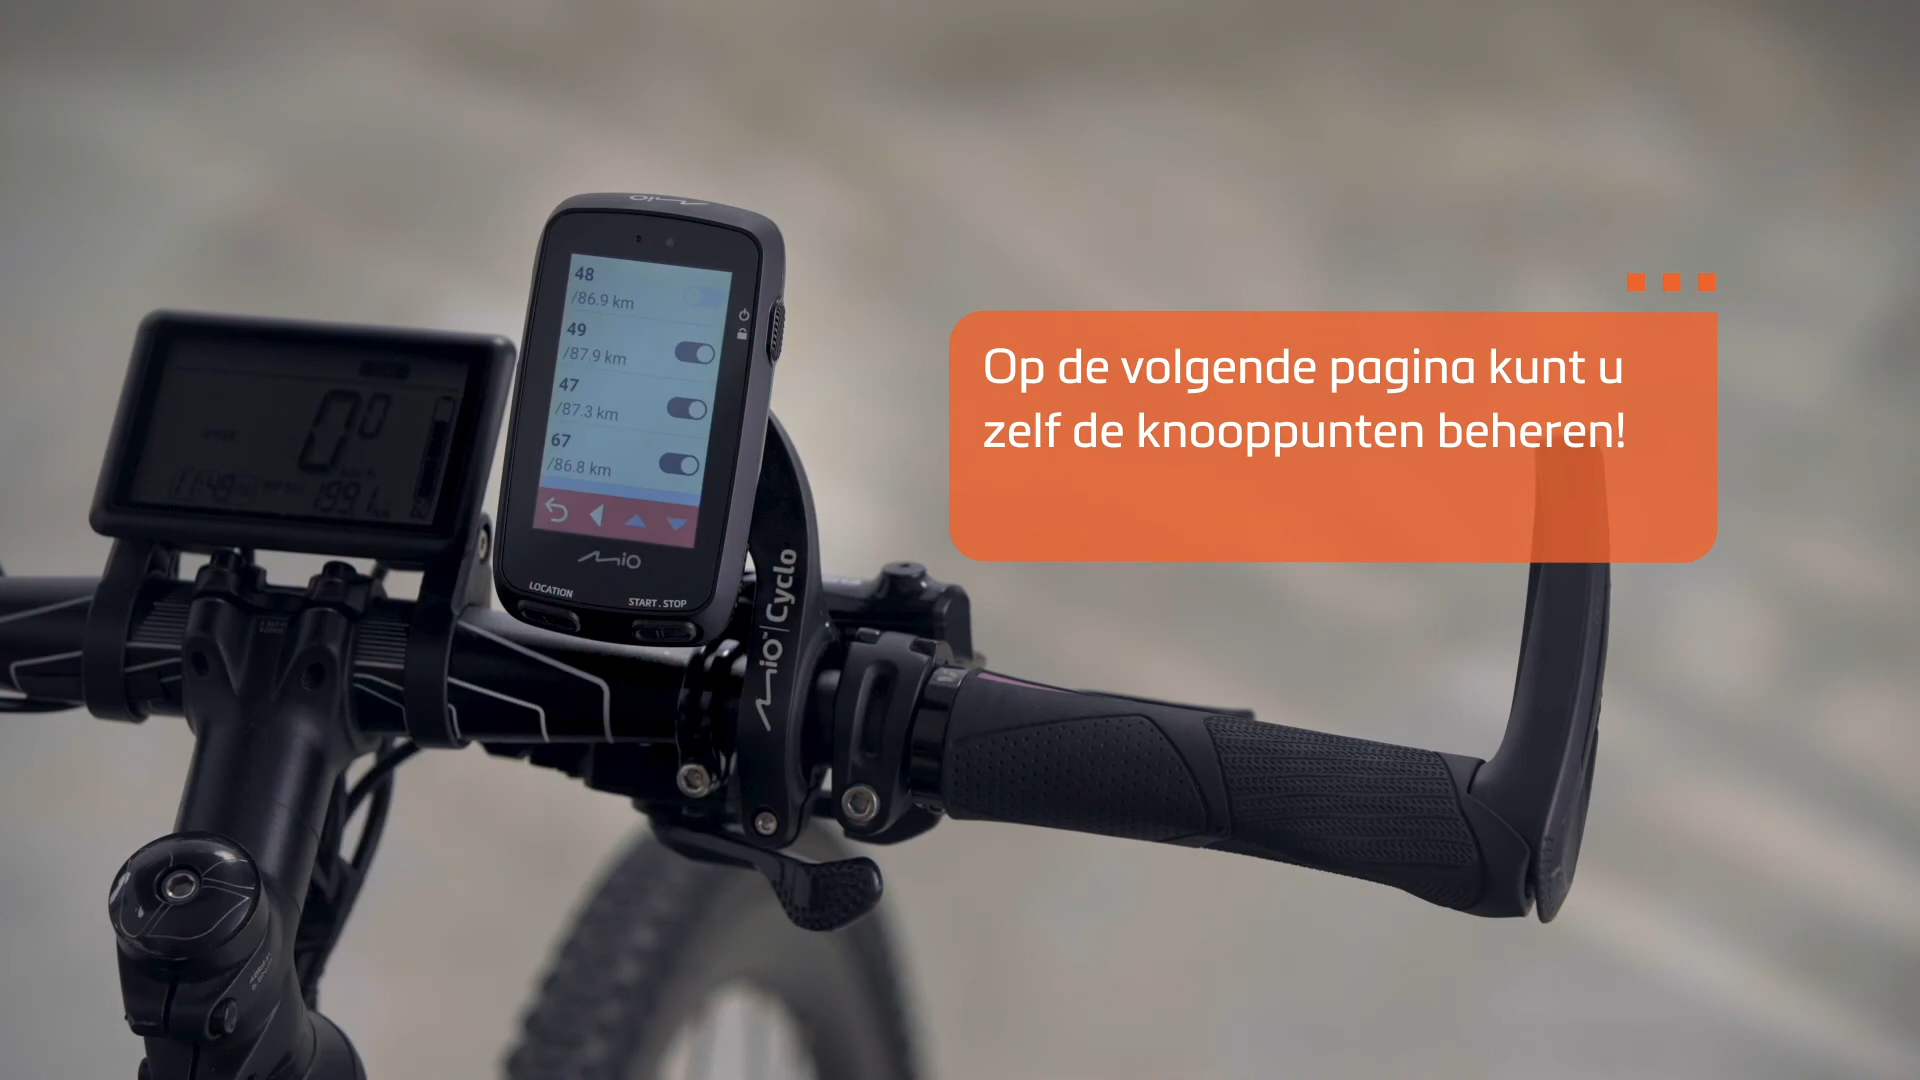 48
/86.9 km
49
/87.9 km
47
/87.3 km
67
/86.8 km
MiO
LOCATION
START . STOP
MiO™ | Cyclo
Op de volgende pagina kunt u
zelf de knooppunten beheren!